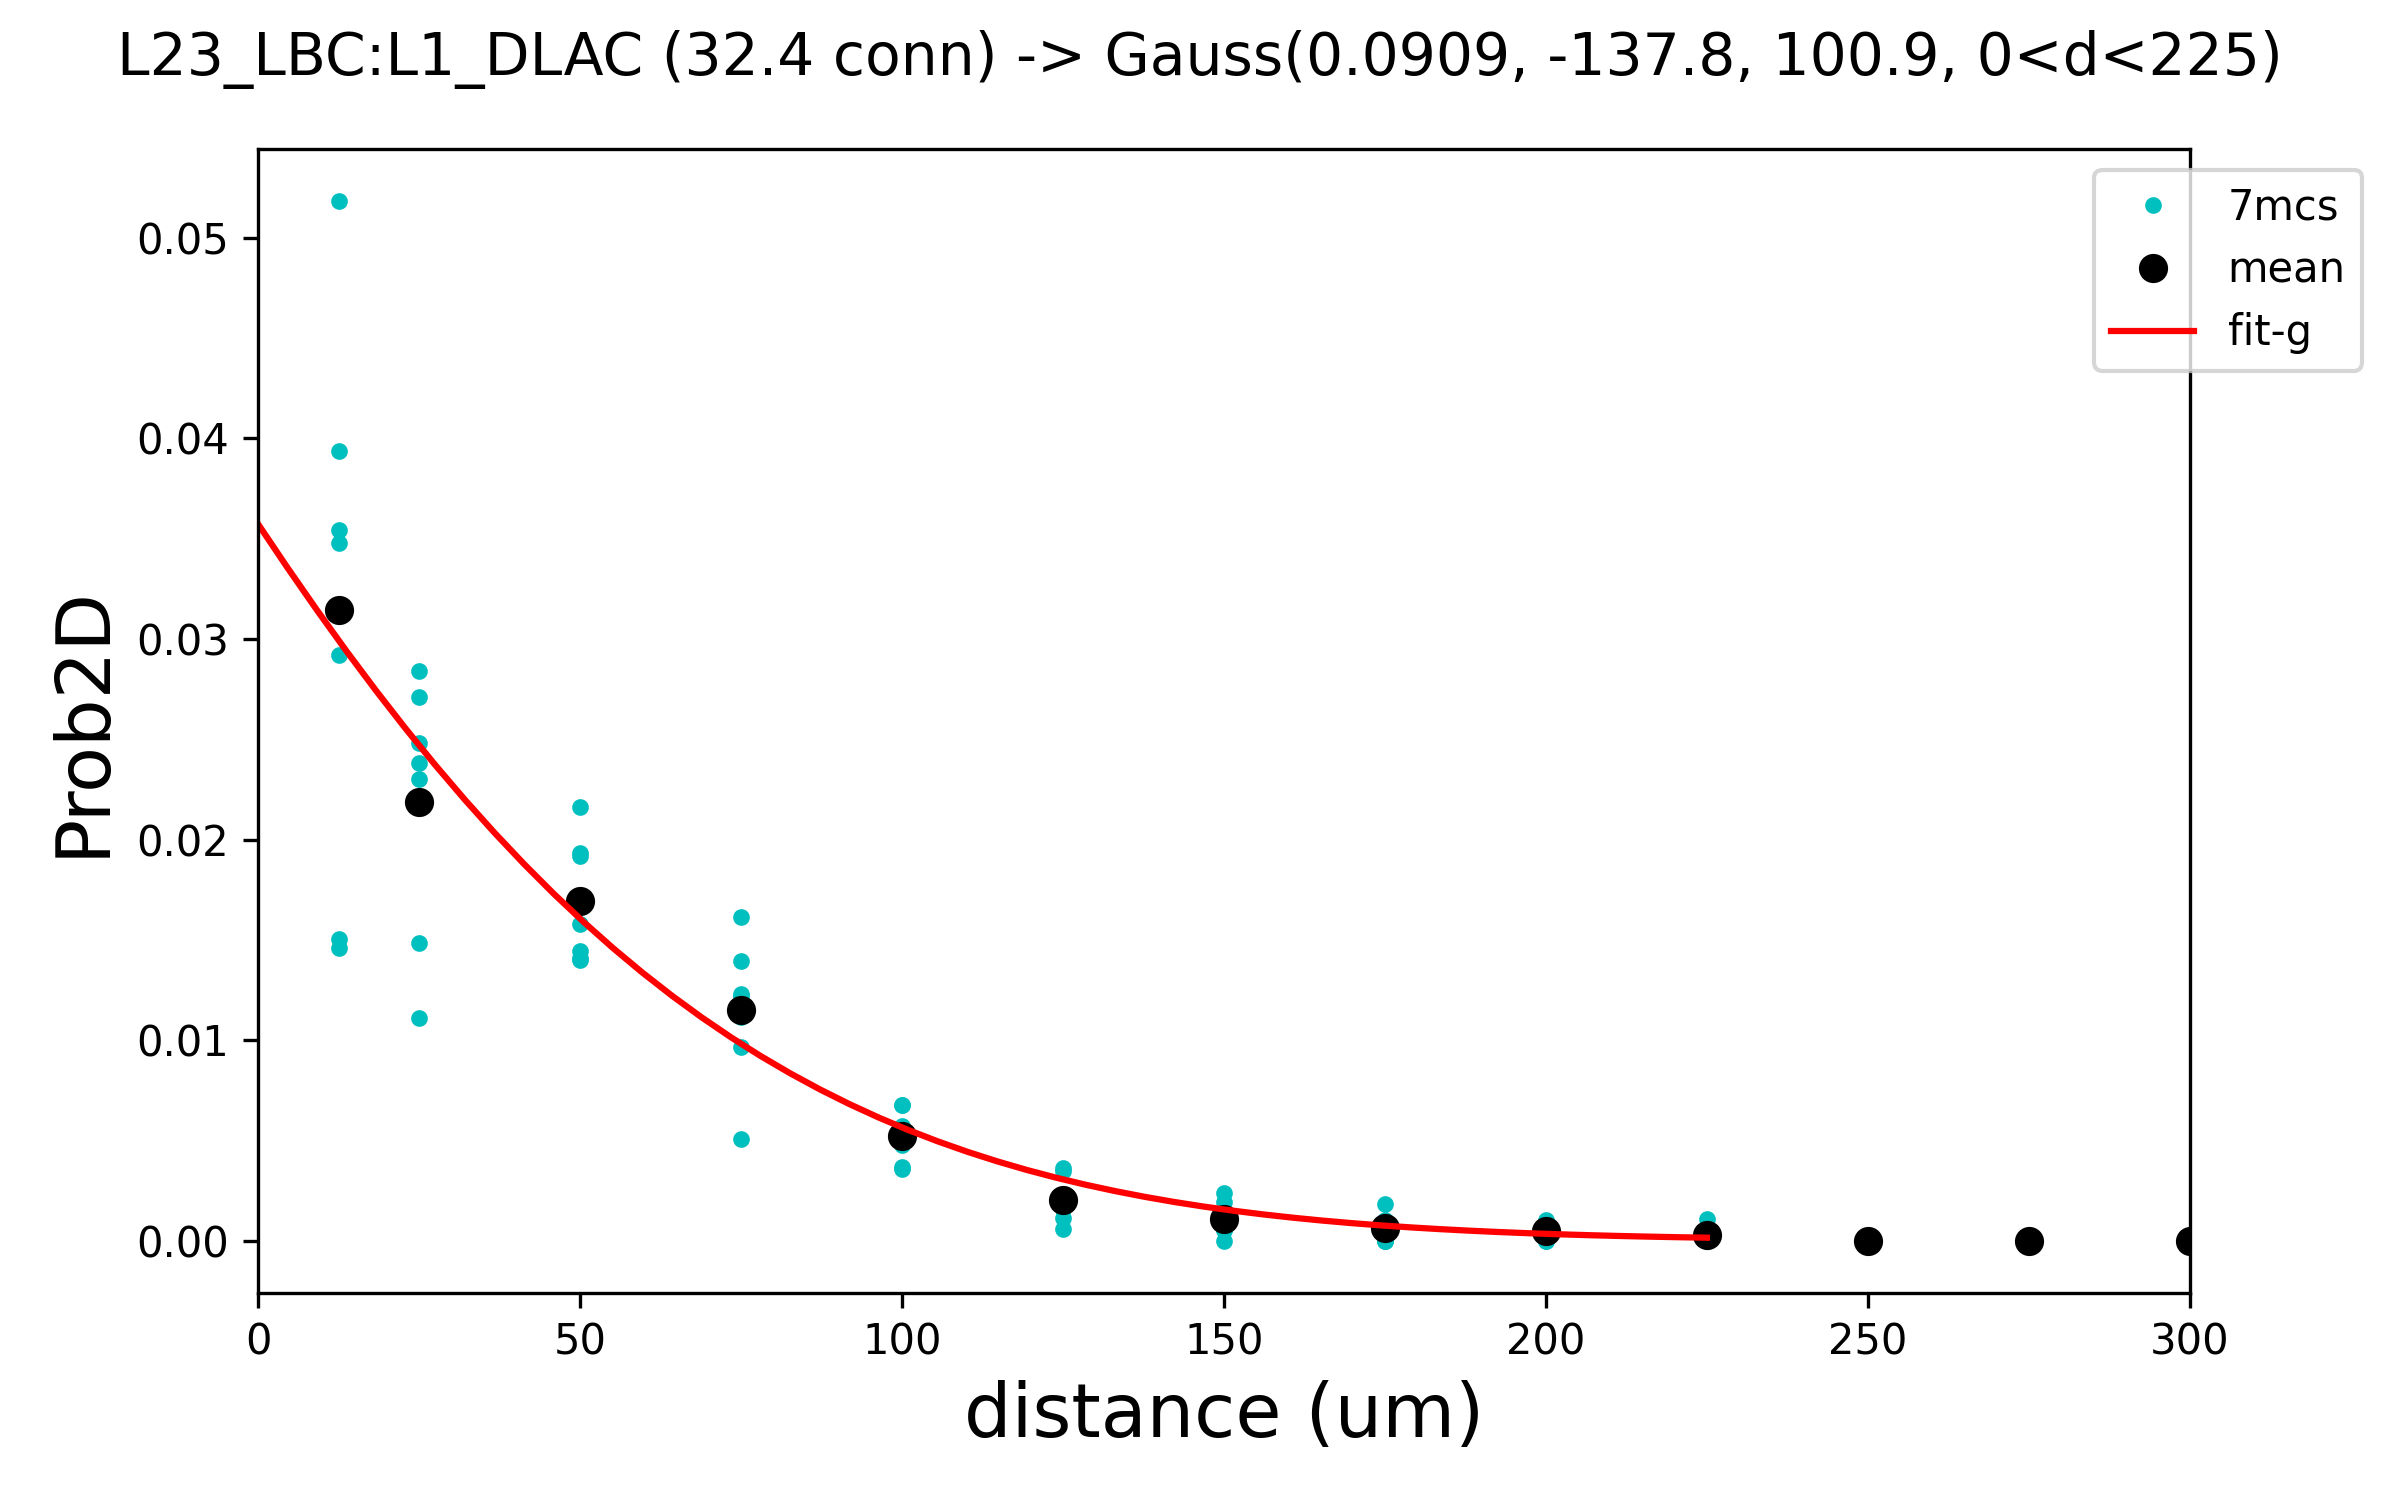 L23_LBC:L1_DLAC (32.4 conn) -> Gauss(0.0909, -137.8, 100.9, 0<d<225)
7mcs
mean
fit-g
Prob2D
0.05
0.04
0.03
0.02
0.01
0.00
0 50 100 150 200 250 300
distance (um)